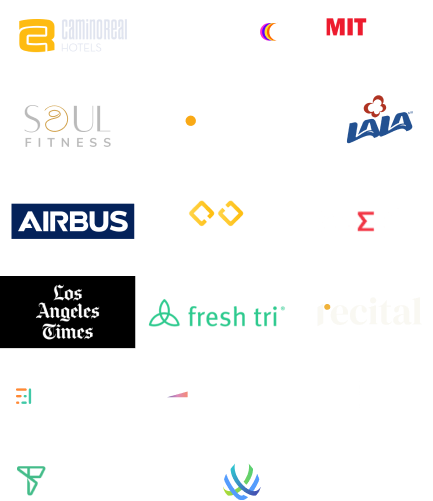 caminoreal
HOTELS
MIT
SOUL
FITNESS
LALA
AIRBUS
Σ
Los
Angeles
Times
fresh tri
recital